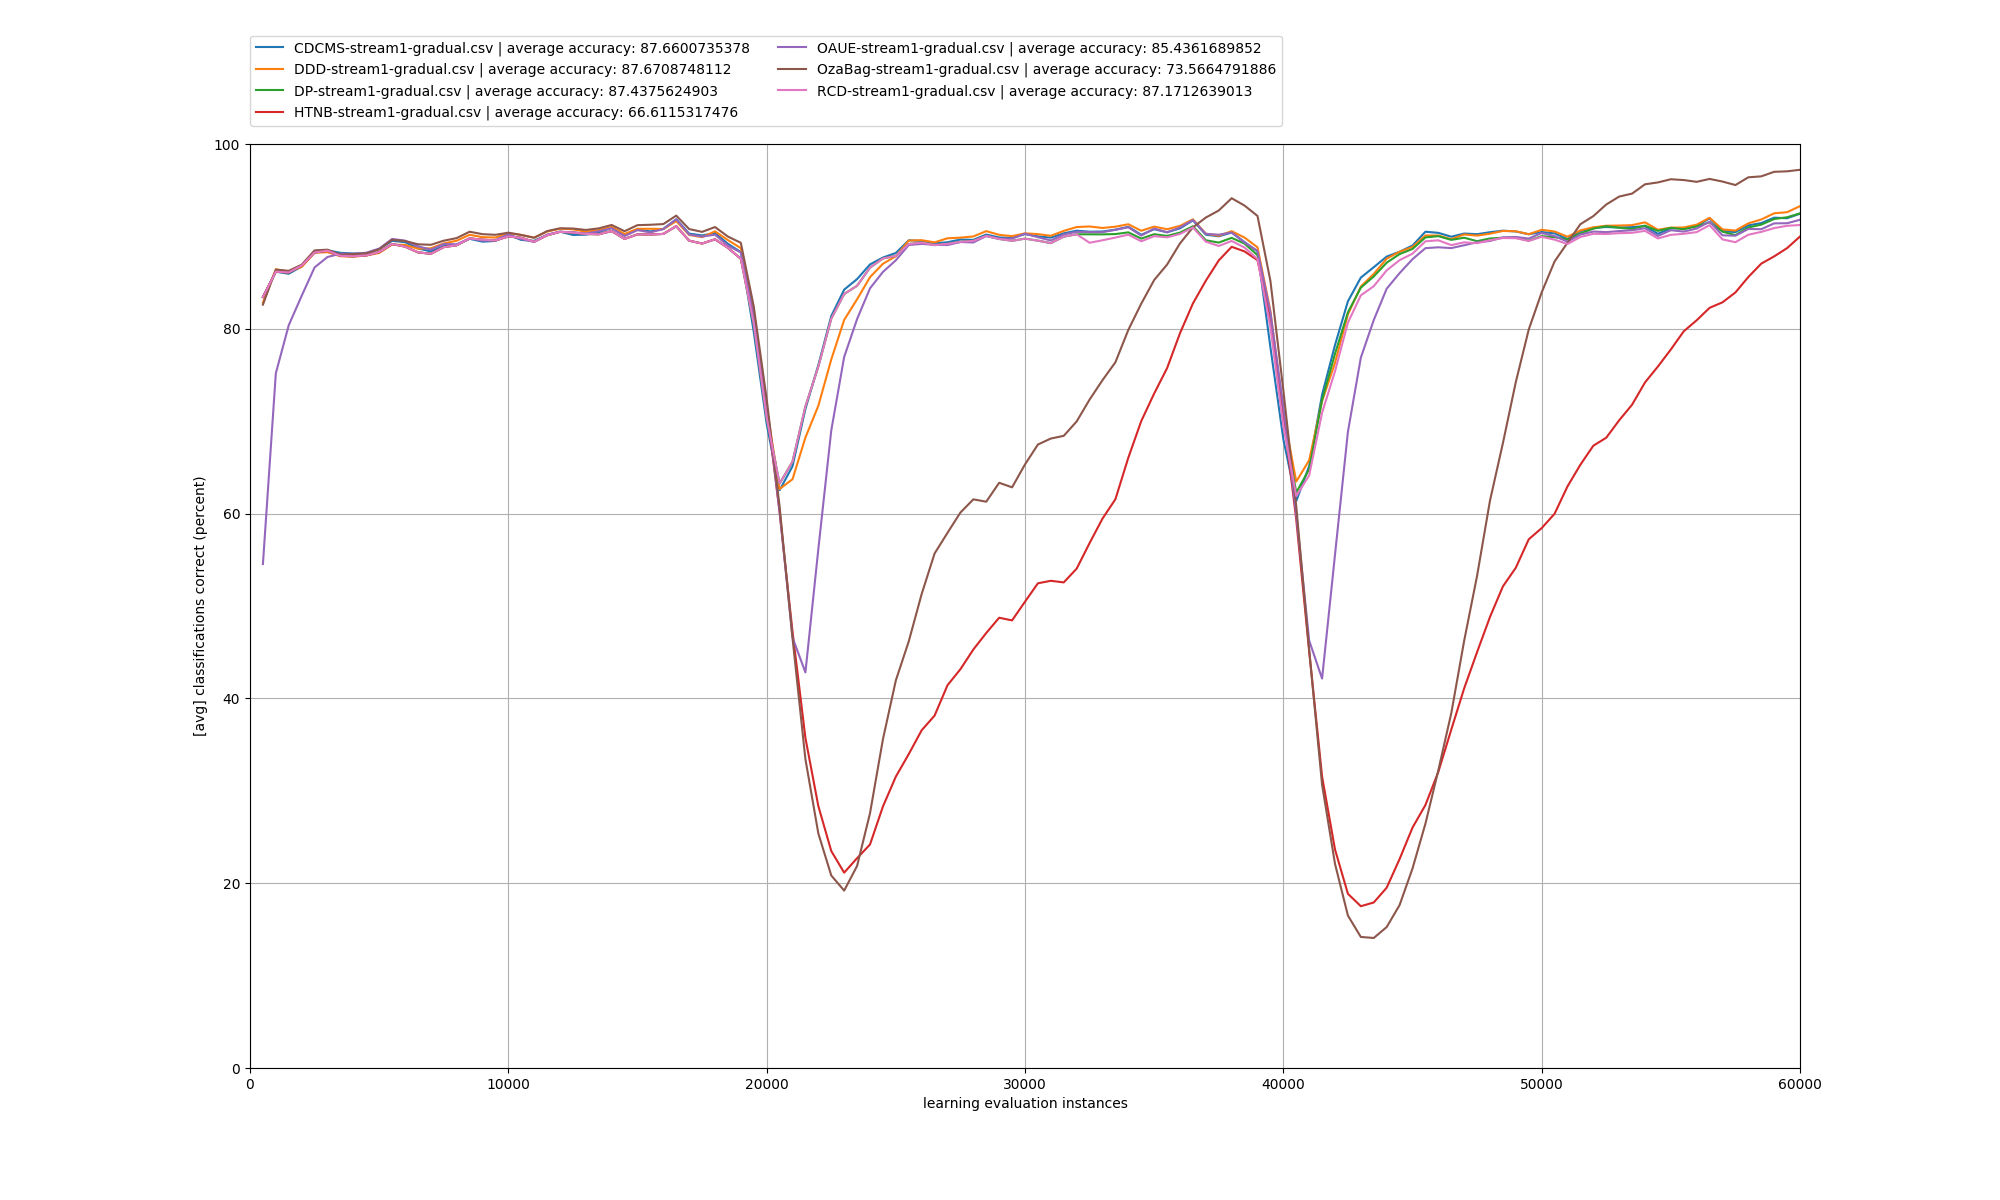 CDCMS-stream1-gradual.csv | average accuracy: 87.6600735378
DDD-stream1-gradual.csv | average accuracy: 87.6708748112
DP-stream1-gradual.csv | average accuracy: 87.4375624903
HTNB-stream1-gradual.csv | average accuracy: 66.6115317476
OAUE-stream1-gradual.csv | average accuracy: 85.4361689852
OzaBag-stream1-gradual.csv | average accuracy: 73.5664791886
RCD-stream1-gradual.csv | average accuracy: 87.1712639013
100
80
60
40
20
0
[avg] classifications correct (percent)
0 10000 20000 30000 40000 50000 60000
learning evaluation instances